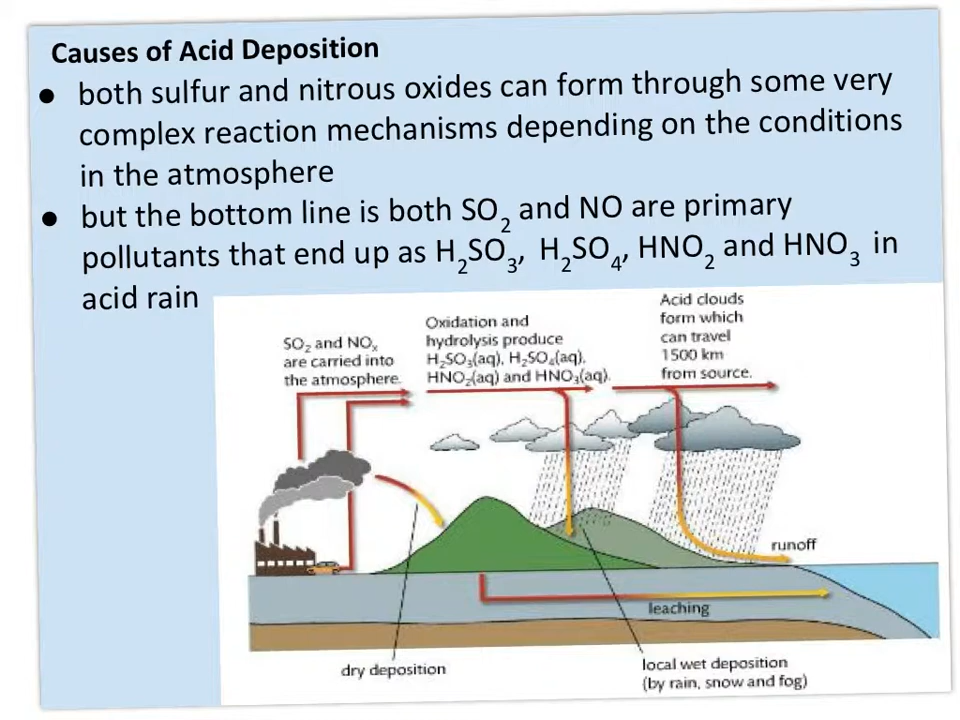 Causes of Acid Deposition
● both sulfur and nitrous oxides can form through some very
complex reaction mechanisms depending on the conditions
in the atmosphere
● but the bottom line is both SO₂ and NO are primary
pollutants that end up as H₂SO₃, H₂SO₄, HNO₂ and HNO₃ in
acid rain
SO₂ and NOₓ
are carried into
the atmosphere.
Oxidation and
hydrolysis produce
H₂SO₃(aq), H₂SO₄(aq),
HNO₂(aq) and HNO₃(aq).
Acid clouds
form which
can travel
1500 km
from source.
runoff
leaching
dry deposition
local wet deposition
(by rain, snow and fog)